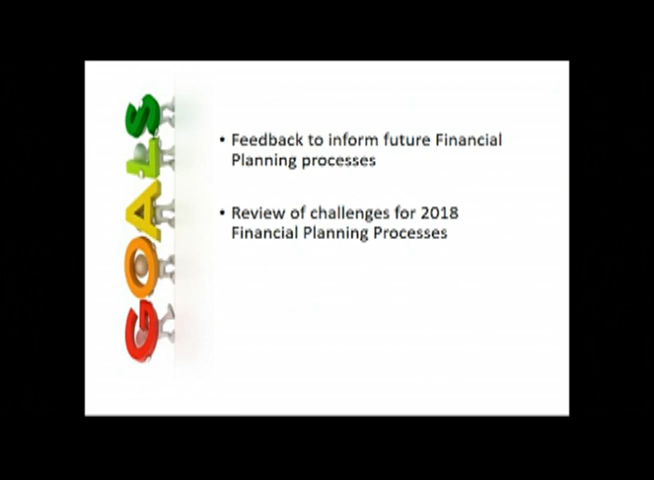 GOALS
• Feedback to inform future Financial
Planning processes
• Review of challenges for 2018
Financial Planning Processes